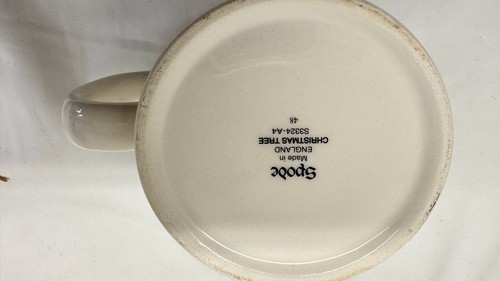 Spode
Made in
ENGLAND
CHRISTMAS TREE
S3324-A4
48